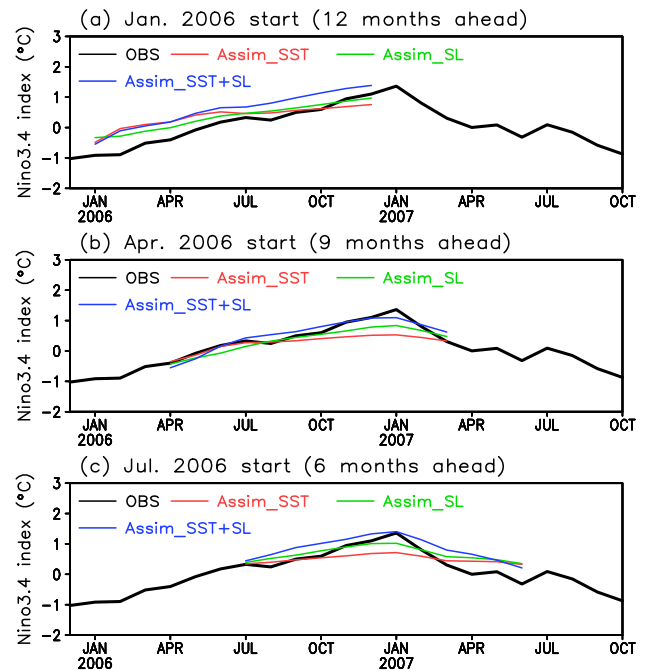 (a) Jan. 2006 start (12 months ahead)
Nino3.4 index (°C)
3
2
1
0
−1
−2
OBS Assim_SST Assim_SL
Assim_SST+SL
JAN APR JUL OCT JAN APR JUL OCT
2006 2007
(b) Apr. 2006 start (9 months ahead)
Nino3.4 index (°C)
3
2
1
0
−1
−2
OBS Assim_SST Assim_SL
Assim_SST+SL
JAN APR JUL OCT JAN APR JUL OCT
2006 2007
(c) Jul. 2006 start (6 months ahead)
Nino3.4 index (°C)
3
2
1
0
−1
−2
OBS Assim_SST Assim_SL
Assim_SST+SL
JAN APR JUL OCT JAN APR JUL OCT
2006 2007